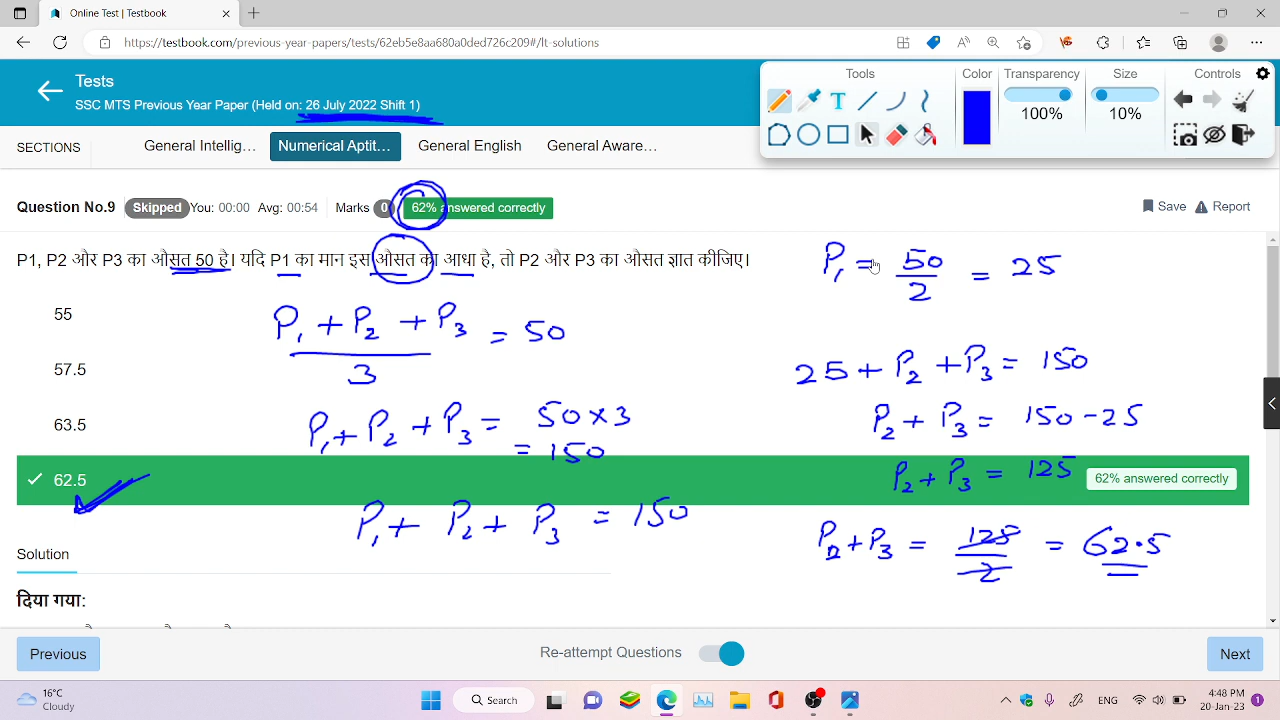 Online Test | Testbook.com
https://testbook.com/previous-year-papers/tests/62eb5e8aa680a0ded726c209#/lt-solutions
Tests
SSC MTS Previous Year Paper (Held on: 26 July 2022 Shift 1)
Tools
Color
Transparency
Size
Controls
100%
10%
SECTIONS
General Intellig...
Numerical Aptit...
General English
General Aware...
Question No.9
Skipped
You: 00:00
Avg: 00:54
Marks
0
62% answered correctly
Save
Report
P1, P2 और P3 का औसत 50 है। यदि P1 का मान इस औसत का आधा है, तो P2 और P3 का औसत ज्ञात कीजिए।
P₁ = 50/2 = 25
55
(P₁ + P₂ + P₃)/3 = 50
57.5
25 + P₂ + P₃ = 150
63.5
P₁ + P₂ + P₃ = 50 × 3
= 150
P₂ + P₃ = 150 - 25
62.5
P₂ + P₃ = 125
62% answered correctly
P₁ + P₂ + P₃ = 150
P₂ + P₃ = 125/2 = 62.5
Solution
दिया गया:
Previous
Re-attempt Questions
Next
16°C
Cloudy
Search
ENG
4:48 PM
20-Jan-23
1